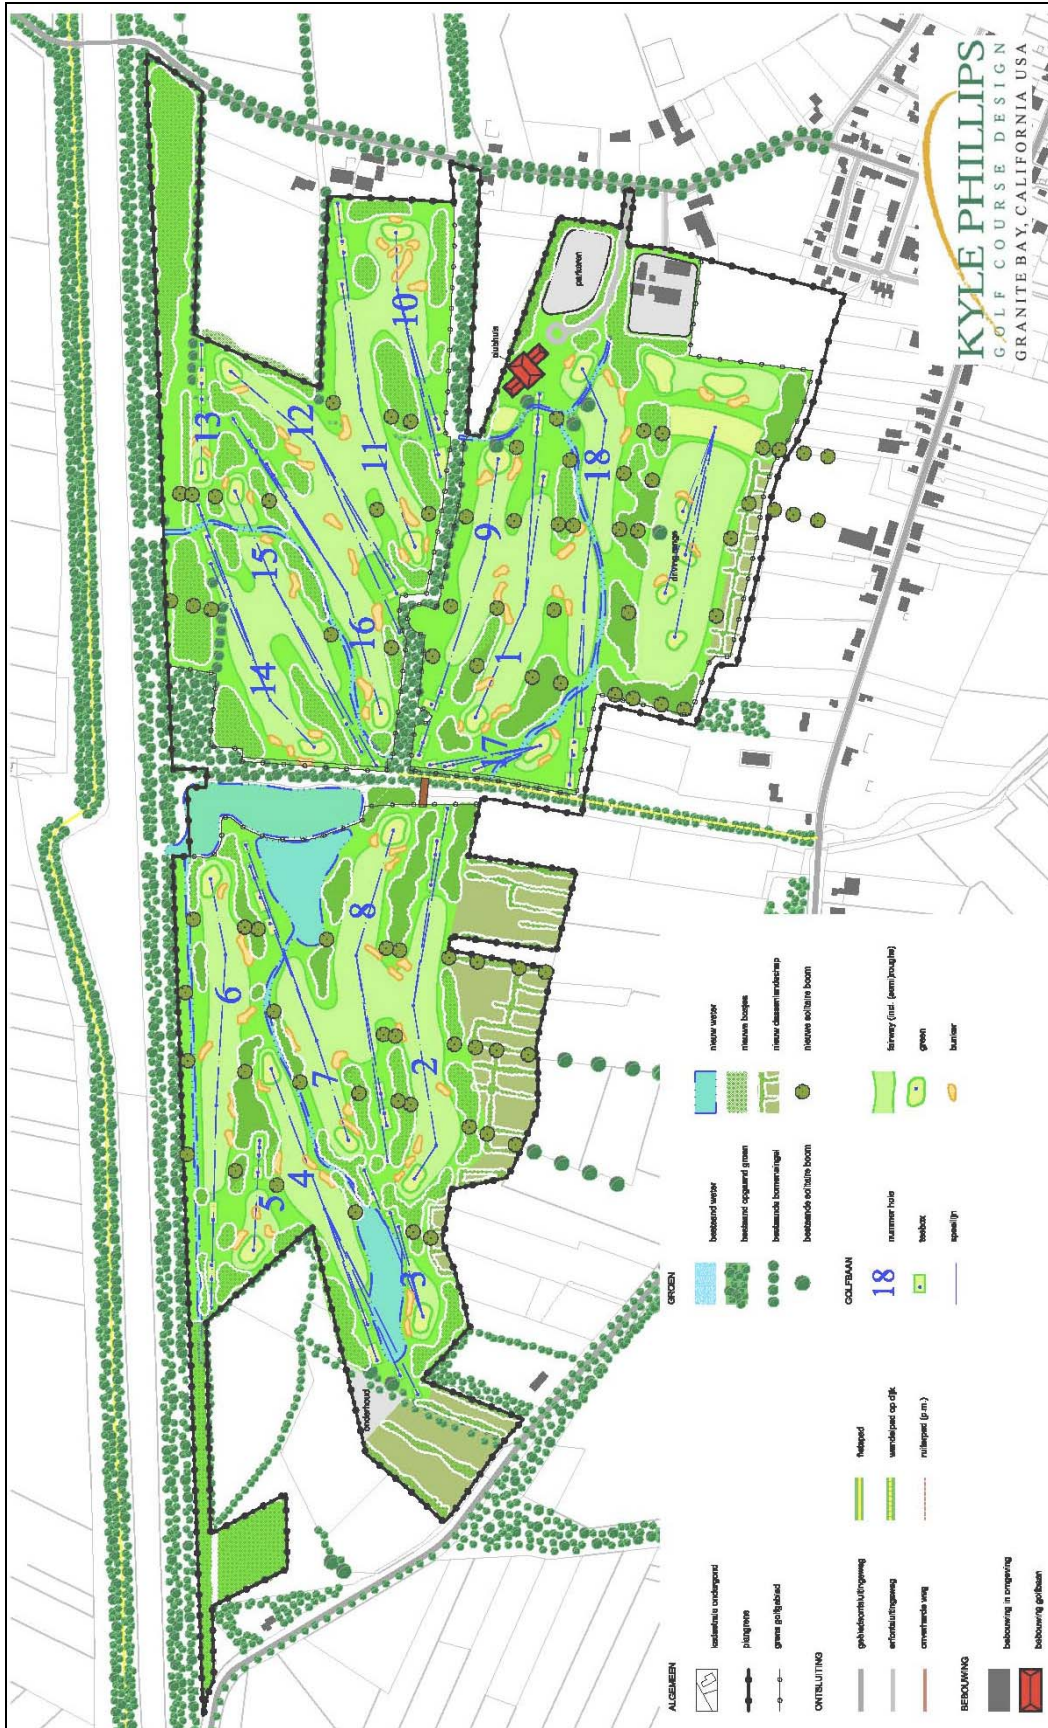 KYLE PHILLIPS
GOLF COURSE DESIGN
GRANITE BAY, CALIFORNIA USA
13
12
11
10
15
14
16
9
1
17
18
6
8
7
2
5
4
3
clubhuis
parkeren
driving range
onderhoud
ALGEMEEN
kadastrale ondergrond
plangrens
grens golfgebied
ONTSLUITING
gebiedsontsluitingsweg
erfontsluitingsweg
onverharde weg
fietspad
wandelpad op dijk
ruiterpad (p.m.)
BEBOUWING
bebouwing in omgeving
bebouwing golfbaan
GROEN
bestaand water
bestaand opgaand groen
bestaande bomensingel
bestaande solitaire boom
nieuw water
nieuwe bosjes
nieuw dassenlandschap
nieuwe solitaire boom
GOLFBAAN
18
nummer hole
teebox
speellijn
fairway (incl. (semi)roughs)
green
bunker